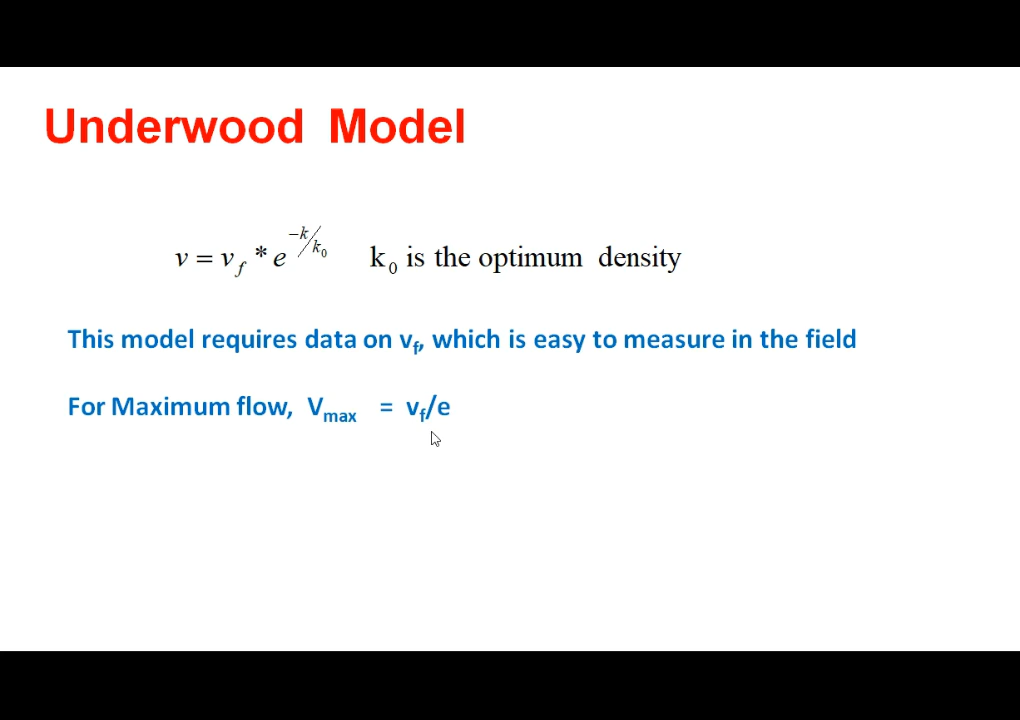 Underwood Model
v = v_f * e^{-k/k_0} k_0 is the optimum density
This model requires data on v_f, which is easy to measure in the field
For Maximum flow, V_max = v_f/e